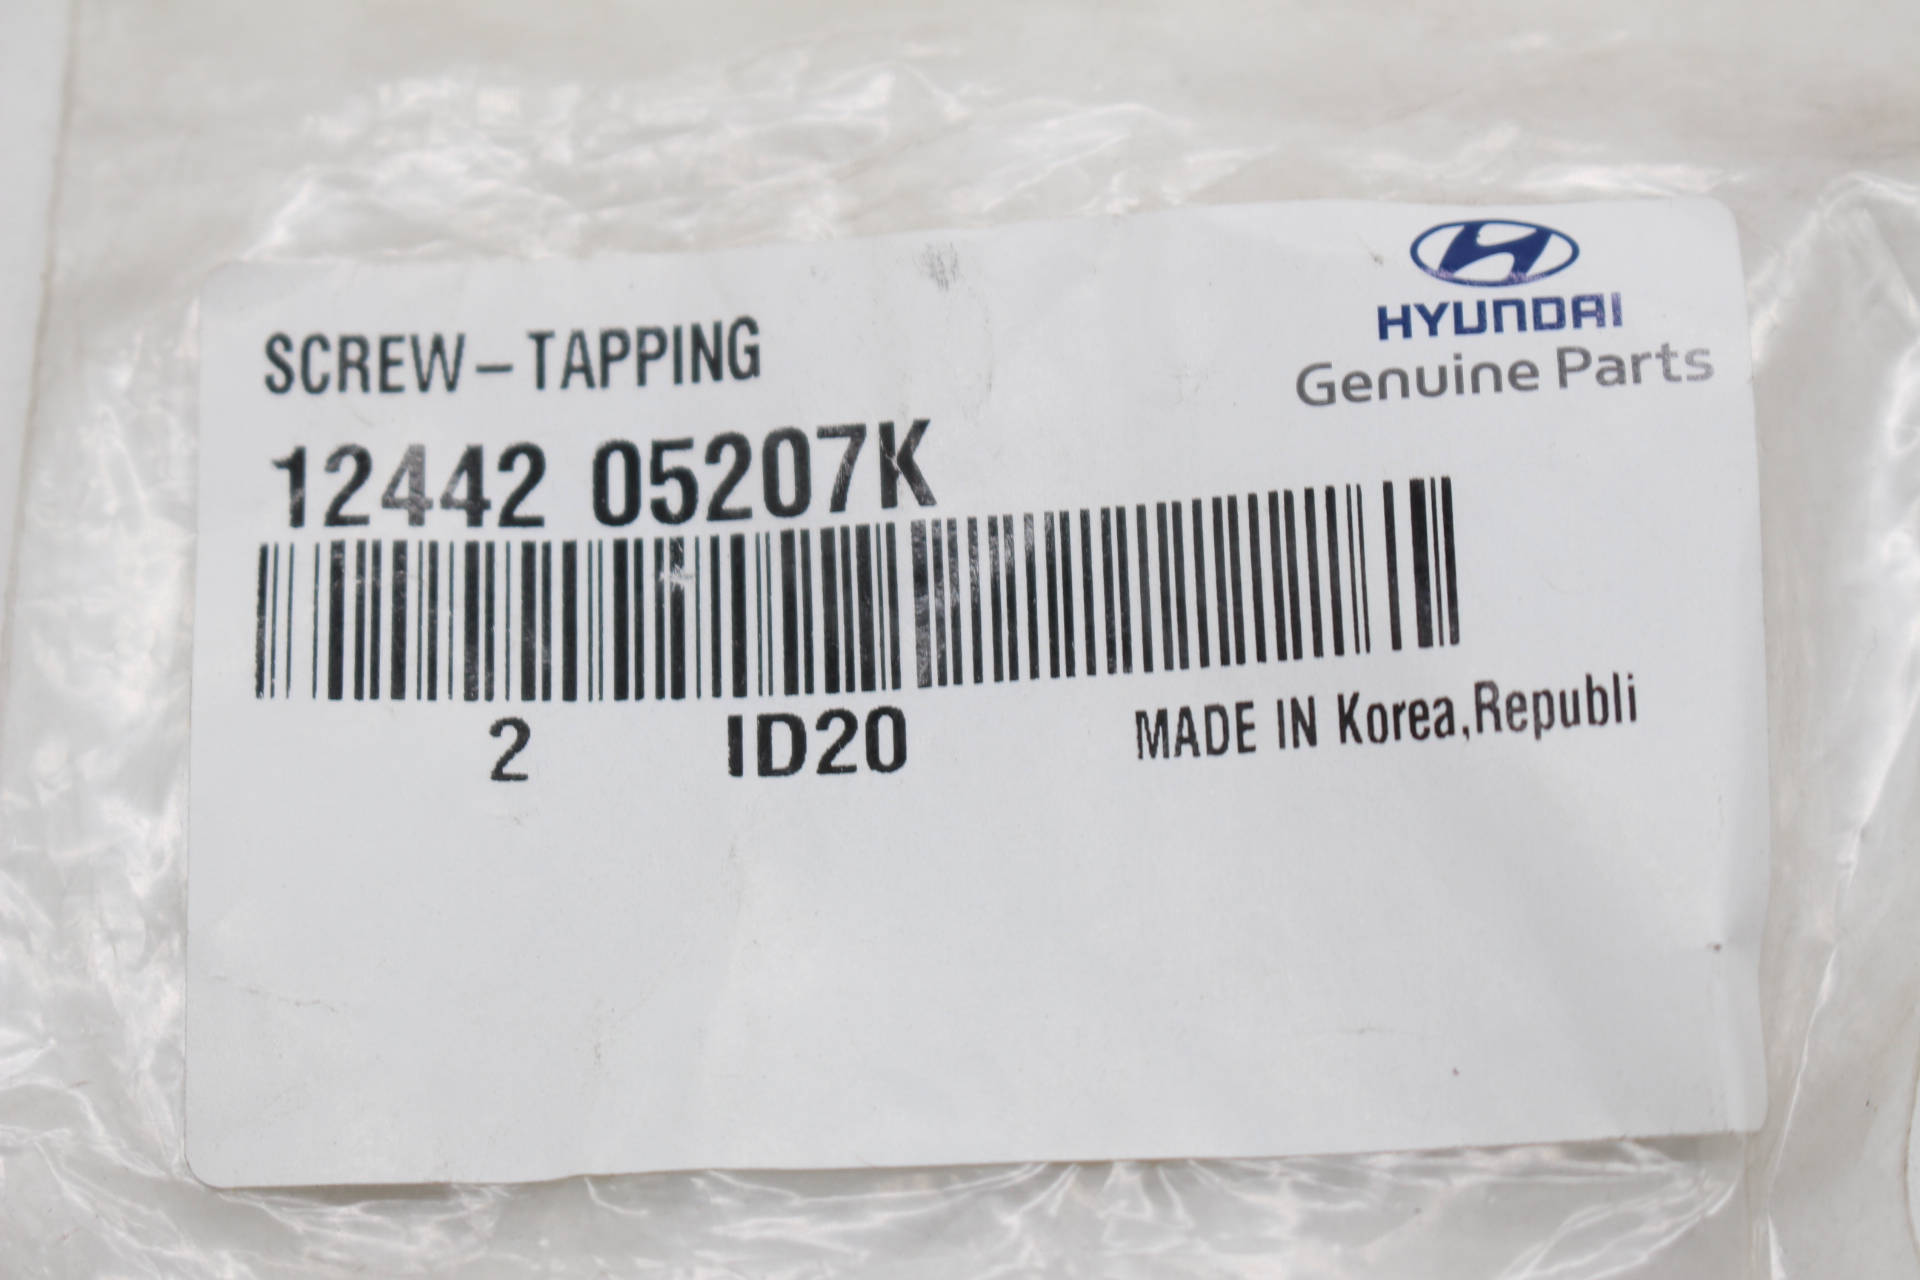 HYUNDAI
Genuine Parts
SCREW-TAPPING
12442 05207K
2 ID20 MADE IN Korea,Republi